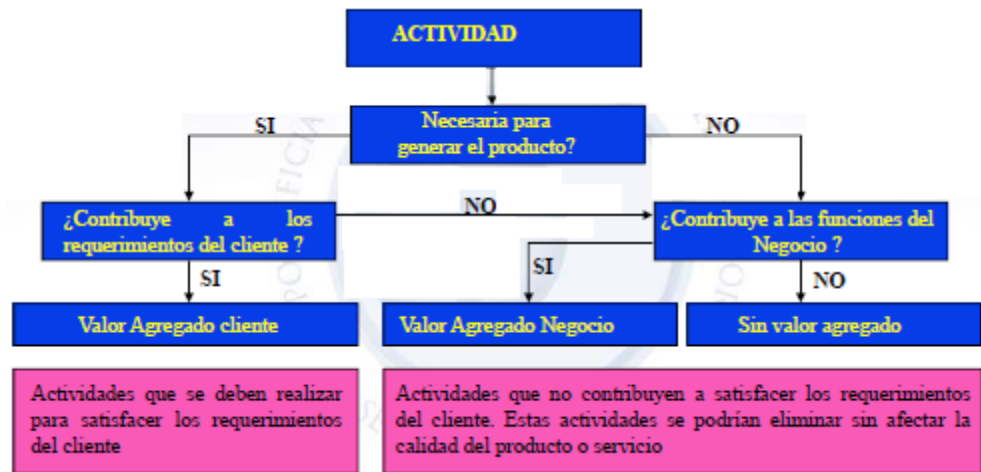 ACTIVIDAD
Necesaria para
generar el producto?
SI
NO
¿Contribuye a los
requerimientos del cliente ?
NO
¿Contribuye a las funciones del
Negocio ?
SI
SI
NO
Valor Agregado cliente
Valor Agregado Negocio
Sin valor agregado
Actividades que se deben realizar
para satisfacer los requerimientos
del cliente
Actividades que no contribuyen a satisfacer los requerimientos
del cliente. Estas actividades se podrían eliminar sin afectar la
calidad del producto o servicio